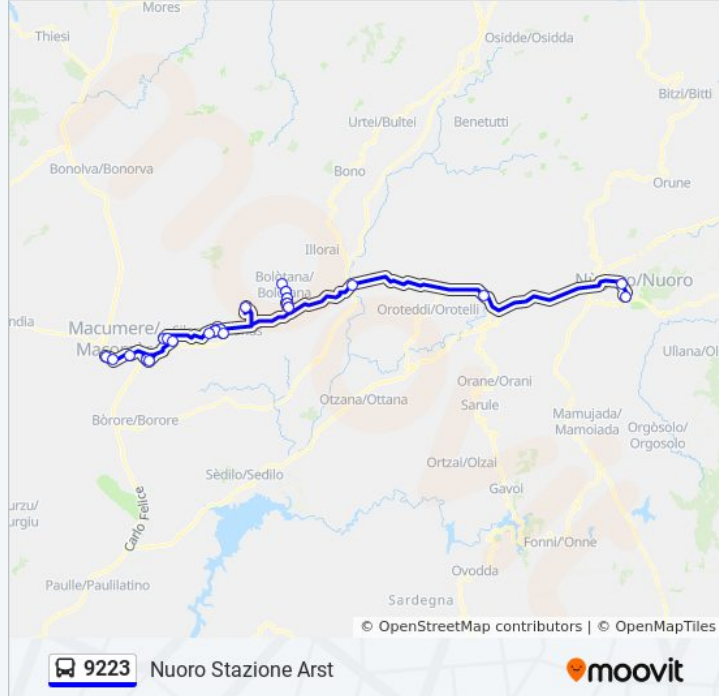 Mores
Thiesi
Osidde/Osidda
Bitzi/Bitti
Urtei/Bultei
Benetutti
Bonolva/Bonorva
Bono
Orune
Illorai
Bolòtana/
Nùoro/Nuoro
Oroteddi/Orotelli
Macumere/
Orane/Orani
Uliana/Ol
Otzana/Ottana
Sarule
Bòrore/Borore
Mamujada/
Mamoiada
Orgòsolo/
Orgosolo
Ortzai/Olzai
Sèdilo/Sedilo
Gavoi
Carlo Felice
Fonni/'Onne
Ovodda
Paulle/Paulilatino
Sardegna
© OpenStreetMap contributors | © OpenMapTiles
9223 Nuoro Stazione Arst
moovit